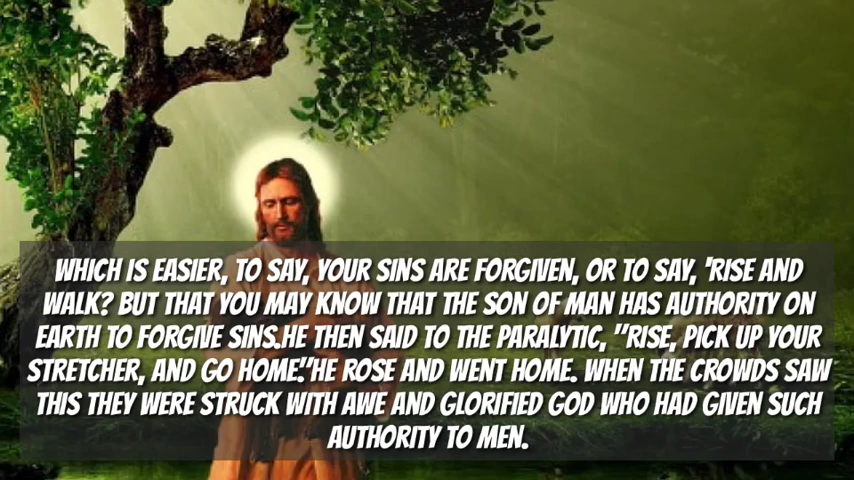 WHICH IS EASIER, TO SAY, YOUR SINS ARE FORGIVEN, OR TO SAY, 'RISE AND
WALK? BUT THAT YOU MAY KNOW THAT THE SON OF MAN HAS AUTHORITY ON
EARTH TO FORGIVE SINS.HE THEN SAID TO THE PARALYTIC, "RISE, PICK UP YOUR
STRETCHER, AND GO HOME."HE ROSE AND WENT HOME. WHEN THE CROWDS SAW
THIS THEY WERE STRUCK WITH AWE AND GLORIFIED GOD WHO HAD GIVEN SUCH
AUTHORITY TO MEN.